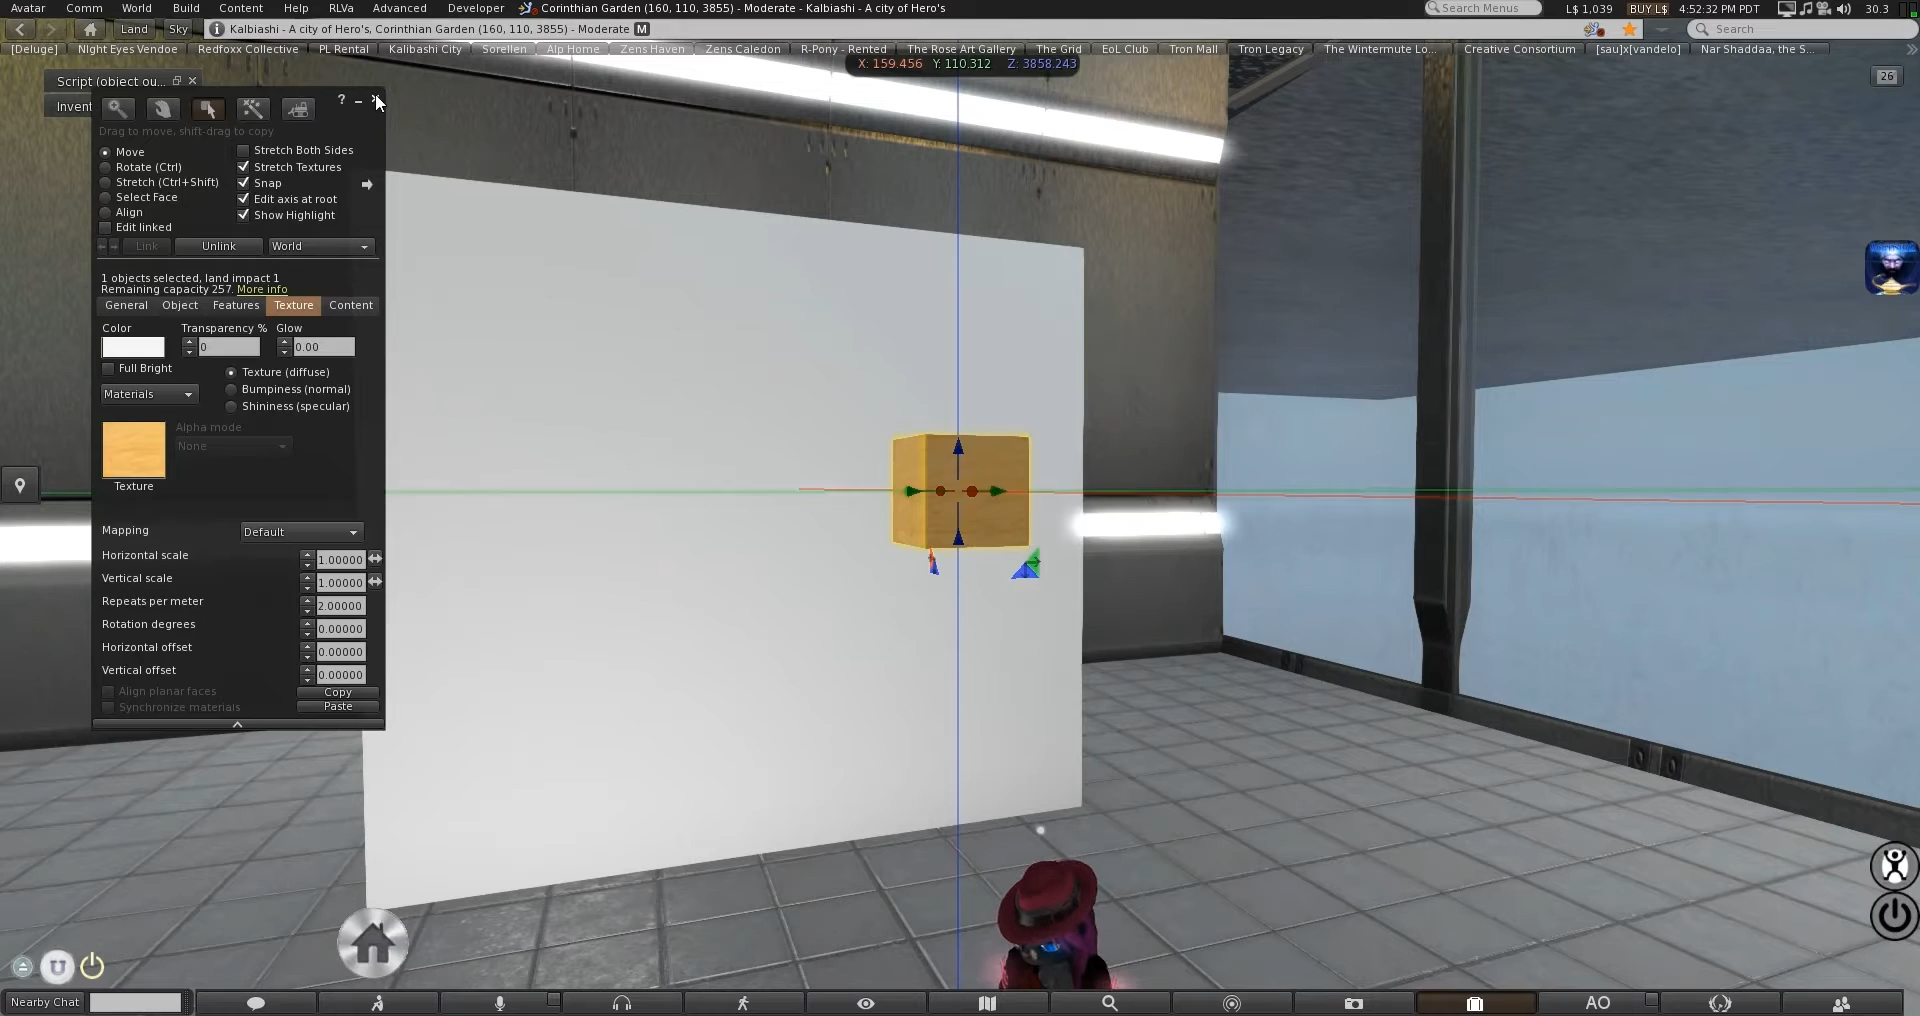 Avatar Comm World Build Content Help RLVa Advanced Developer Corinthian Garden (160, 110, 3855) - Moderate - Kalbiashi - A city of Hero's Search Menus L$ 1,039 BUY L$ 4:52:32 PM PDT 30.3
Land Sky Kalbiashi - A city of Hero's, Corinthian Garden (160, 110, 3855) - Moderate M Search
[Deluge] NIght Eyes Vendoe Redfoxx Collective PL Rental Kalibashi City Sorellen Alp Home Zens Haven Zens Caledon R-Pony - Rented The Rose Art Gallery The Grid EoL Club Tron Mall Tron Legacy The Wintermute Lo... Creative Consortium [sau]x[vandelo] Nar Shaddaa, the S...
X: 159.456 Y: 110.312 Z: 3858.243
26
Script (object ou...
Invent
?
Drag to move, shift-drag to copy
Move Stretch Both Sides
Rotate (Ctrl) Stretch Textures
Stretch (Ctrl+Shift) Snap
Select Face Edit axis at root
Align Show Highlight
Edit linked
Link Unlink World
1 objects selected, land impact 1
Remaining capacity 257. More info
General Object Features Texture Content
Color Transparency % Glow
0 0.00
Full Bright Texture (diffuse)
Materials Bumpiness (normal)
Shininess (specular)
Alpha mode
None
Texture
Mapping Default
Horizontal scale 1.00000
Vertical scale 1.00000
Repeats per meter 2.00000
Rotation degrees 0.00000
Horizontal offset 0.00000
Vertical offset 0.00000
Align planar faces Copy
Synchronize materials Paste
U
Nearby Chat AO